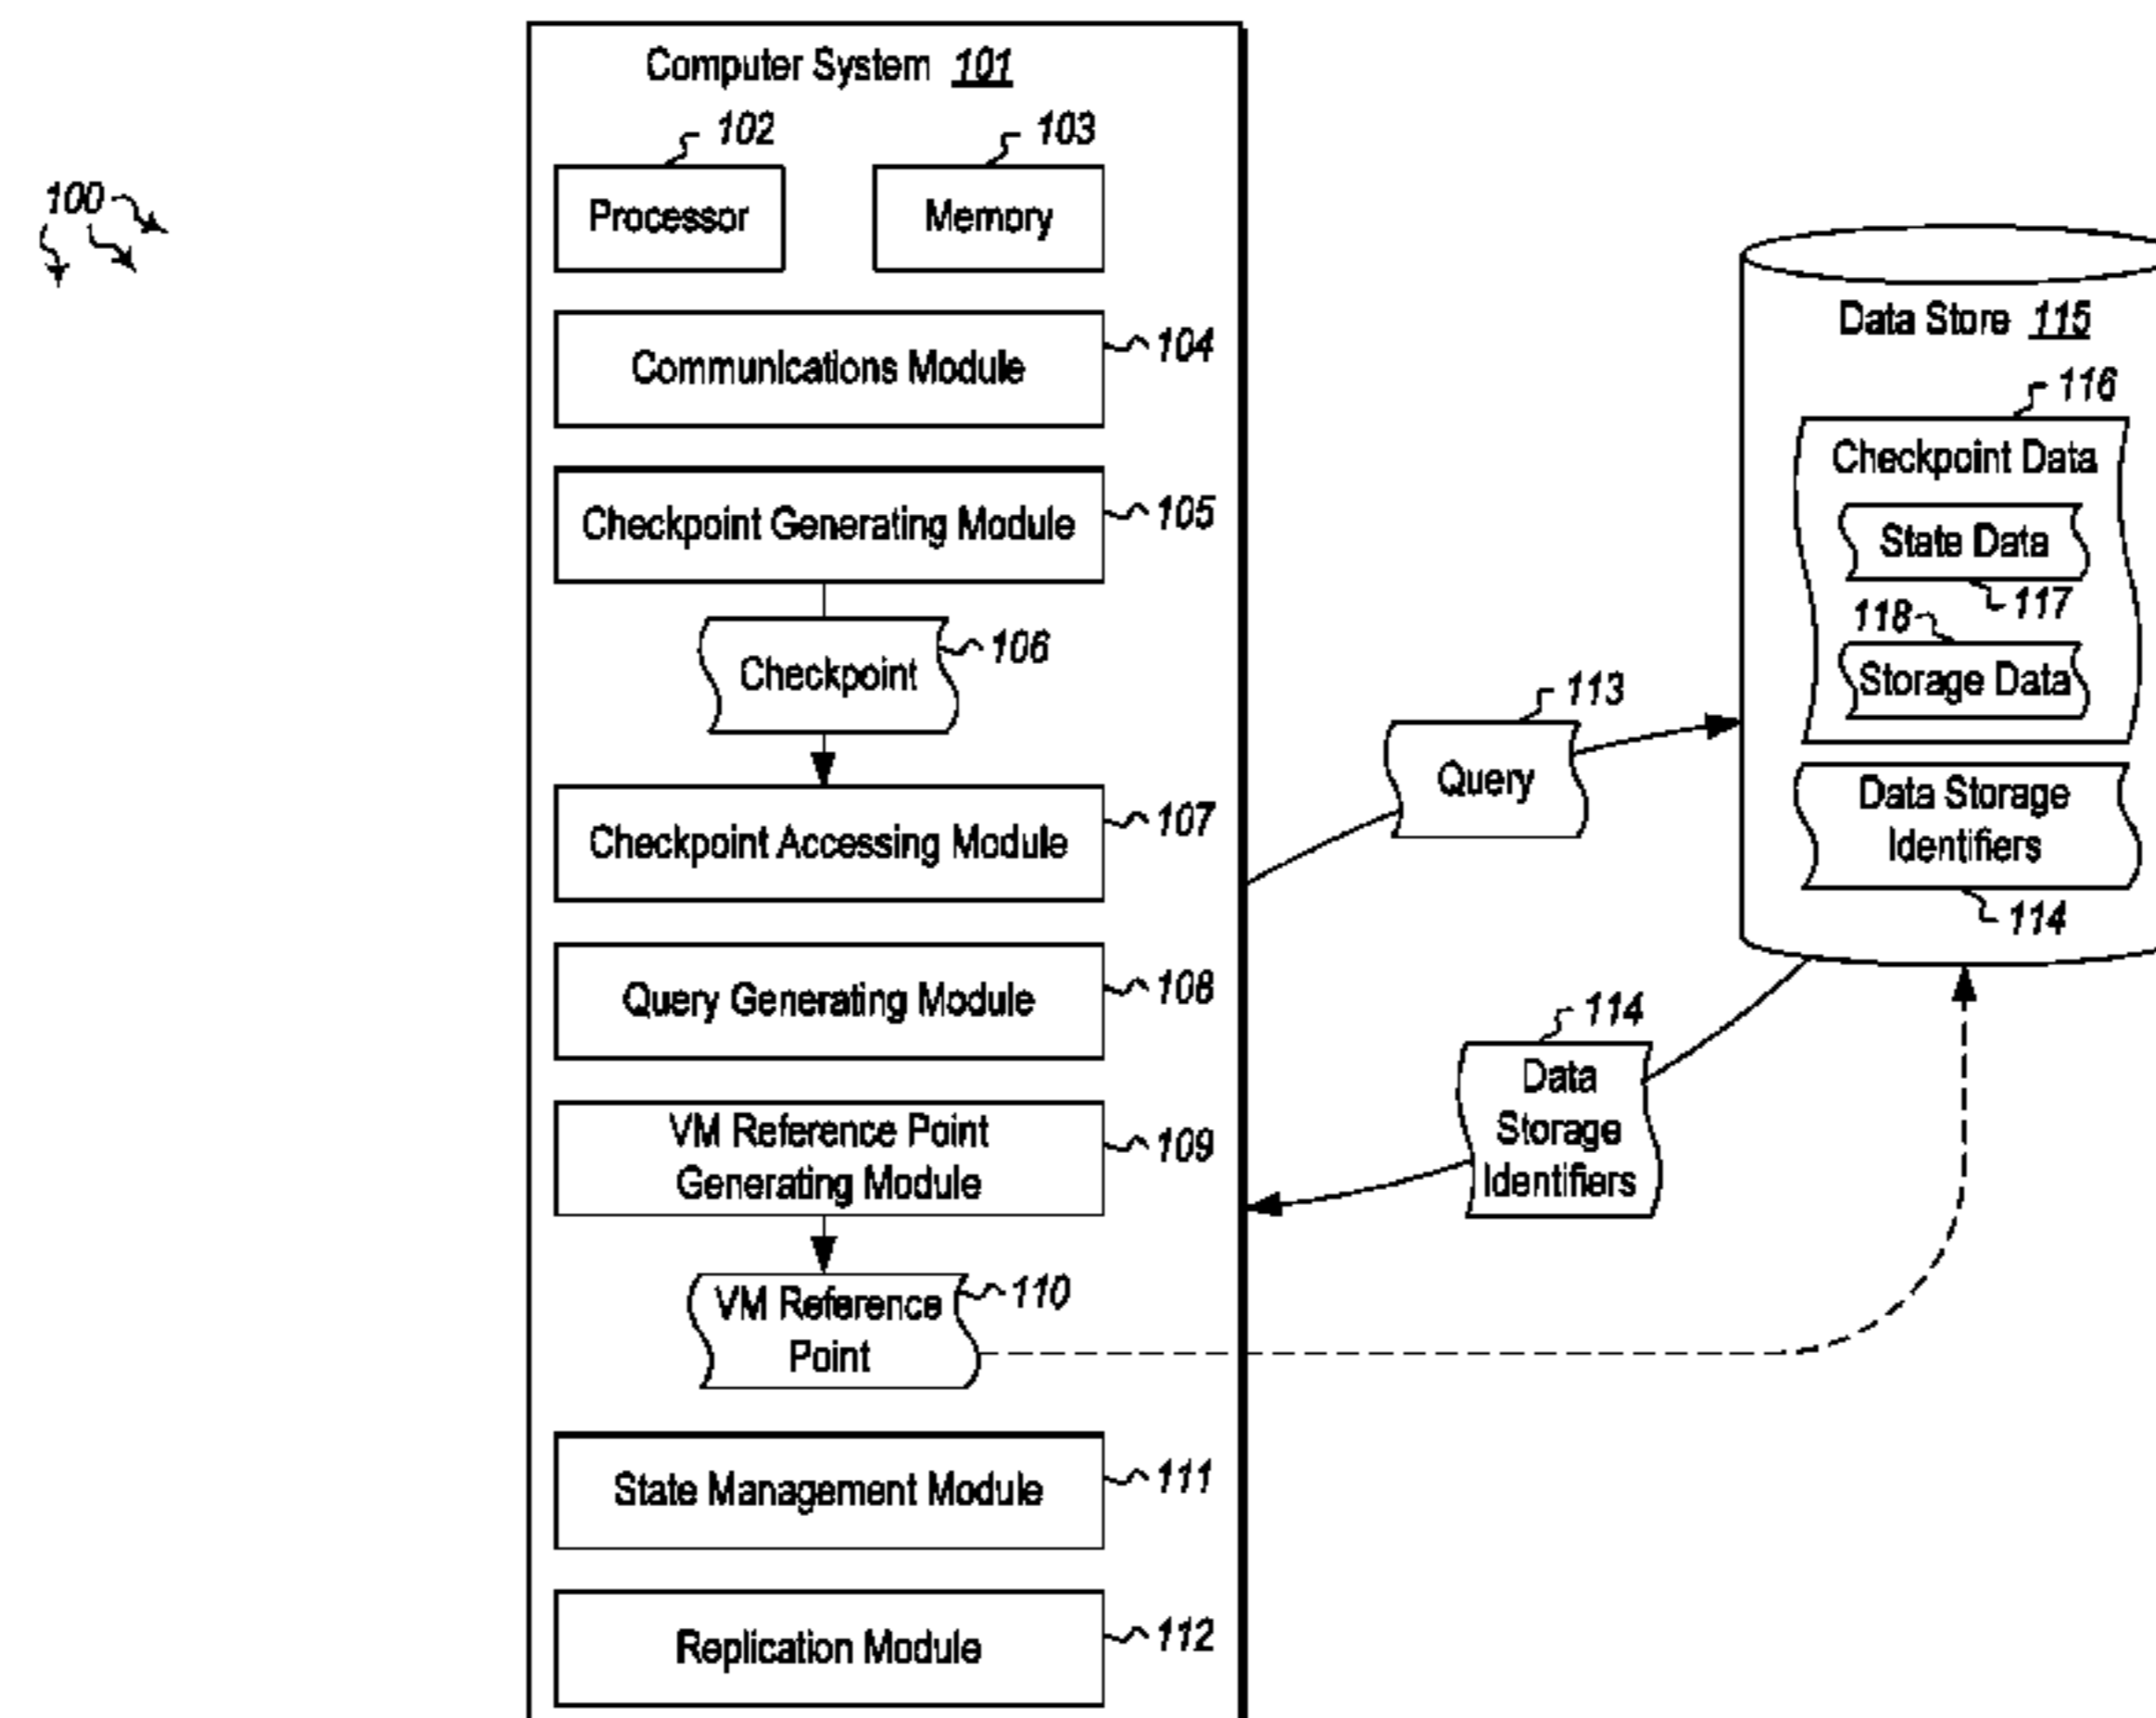 Computer System 101
102
103
100
Processor
Memory
Communications Module
104
Checkpoint Generating Module
105
Checkpoint
106
Checkpoint Accessing Module
107
Query Generating Module
108
VM Reference Point
Generating Module
109
VM Reference
Point
110
State Management Module
111
Replication Module
112
113
Query
114
Data
Storage
Identifiers
Data Store 115
116
Checkpoint Data
State Data
117
118
Storage Data
Data Storage
Identifiers
114